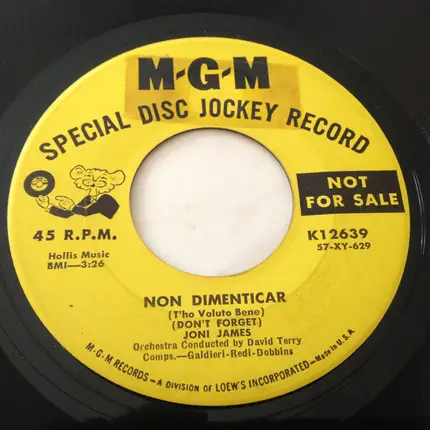 M-G-M
SPECIAL DISC JOCKEY RECORD
NOT
FOR SALE
45 R.P.M.
Hollis Music
BMI—3:26
K12639
57-XY-629
NON DIMENTICAR
(T'ho Voluto Bene)
(DON'T FORGET)
JONI JAMES
Orchestra Conducted by David Terry
Comps.—Galdieri-Redi-Dobbins
M-G-M RECORDS—A DIVISION OF LOEW'S INCORPORATED—Made in U.S.A.